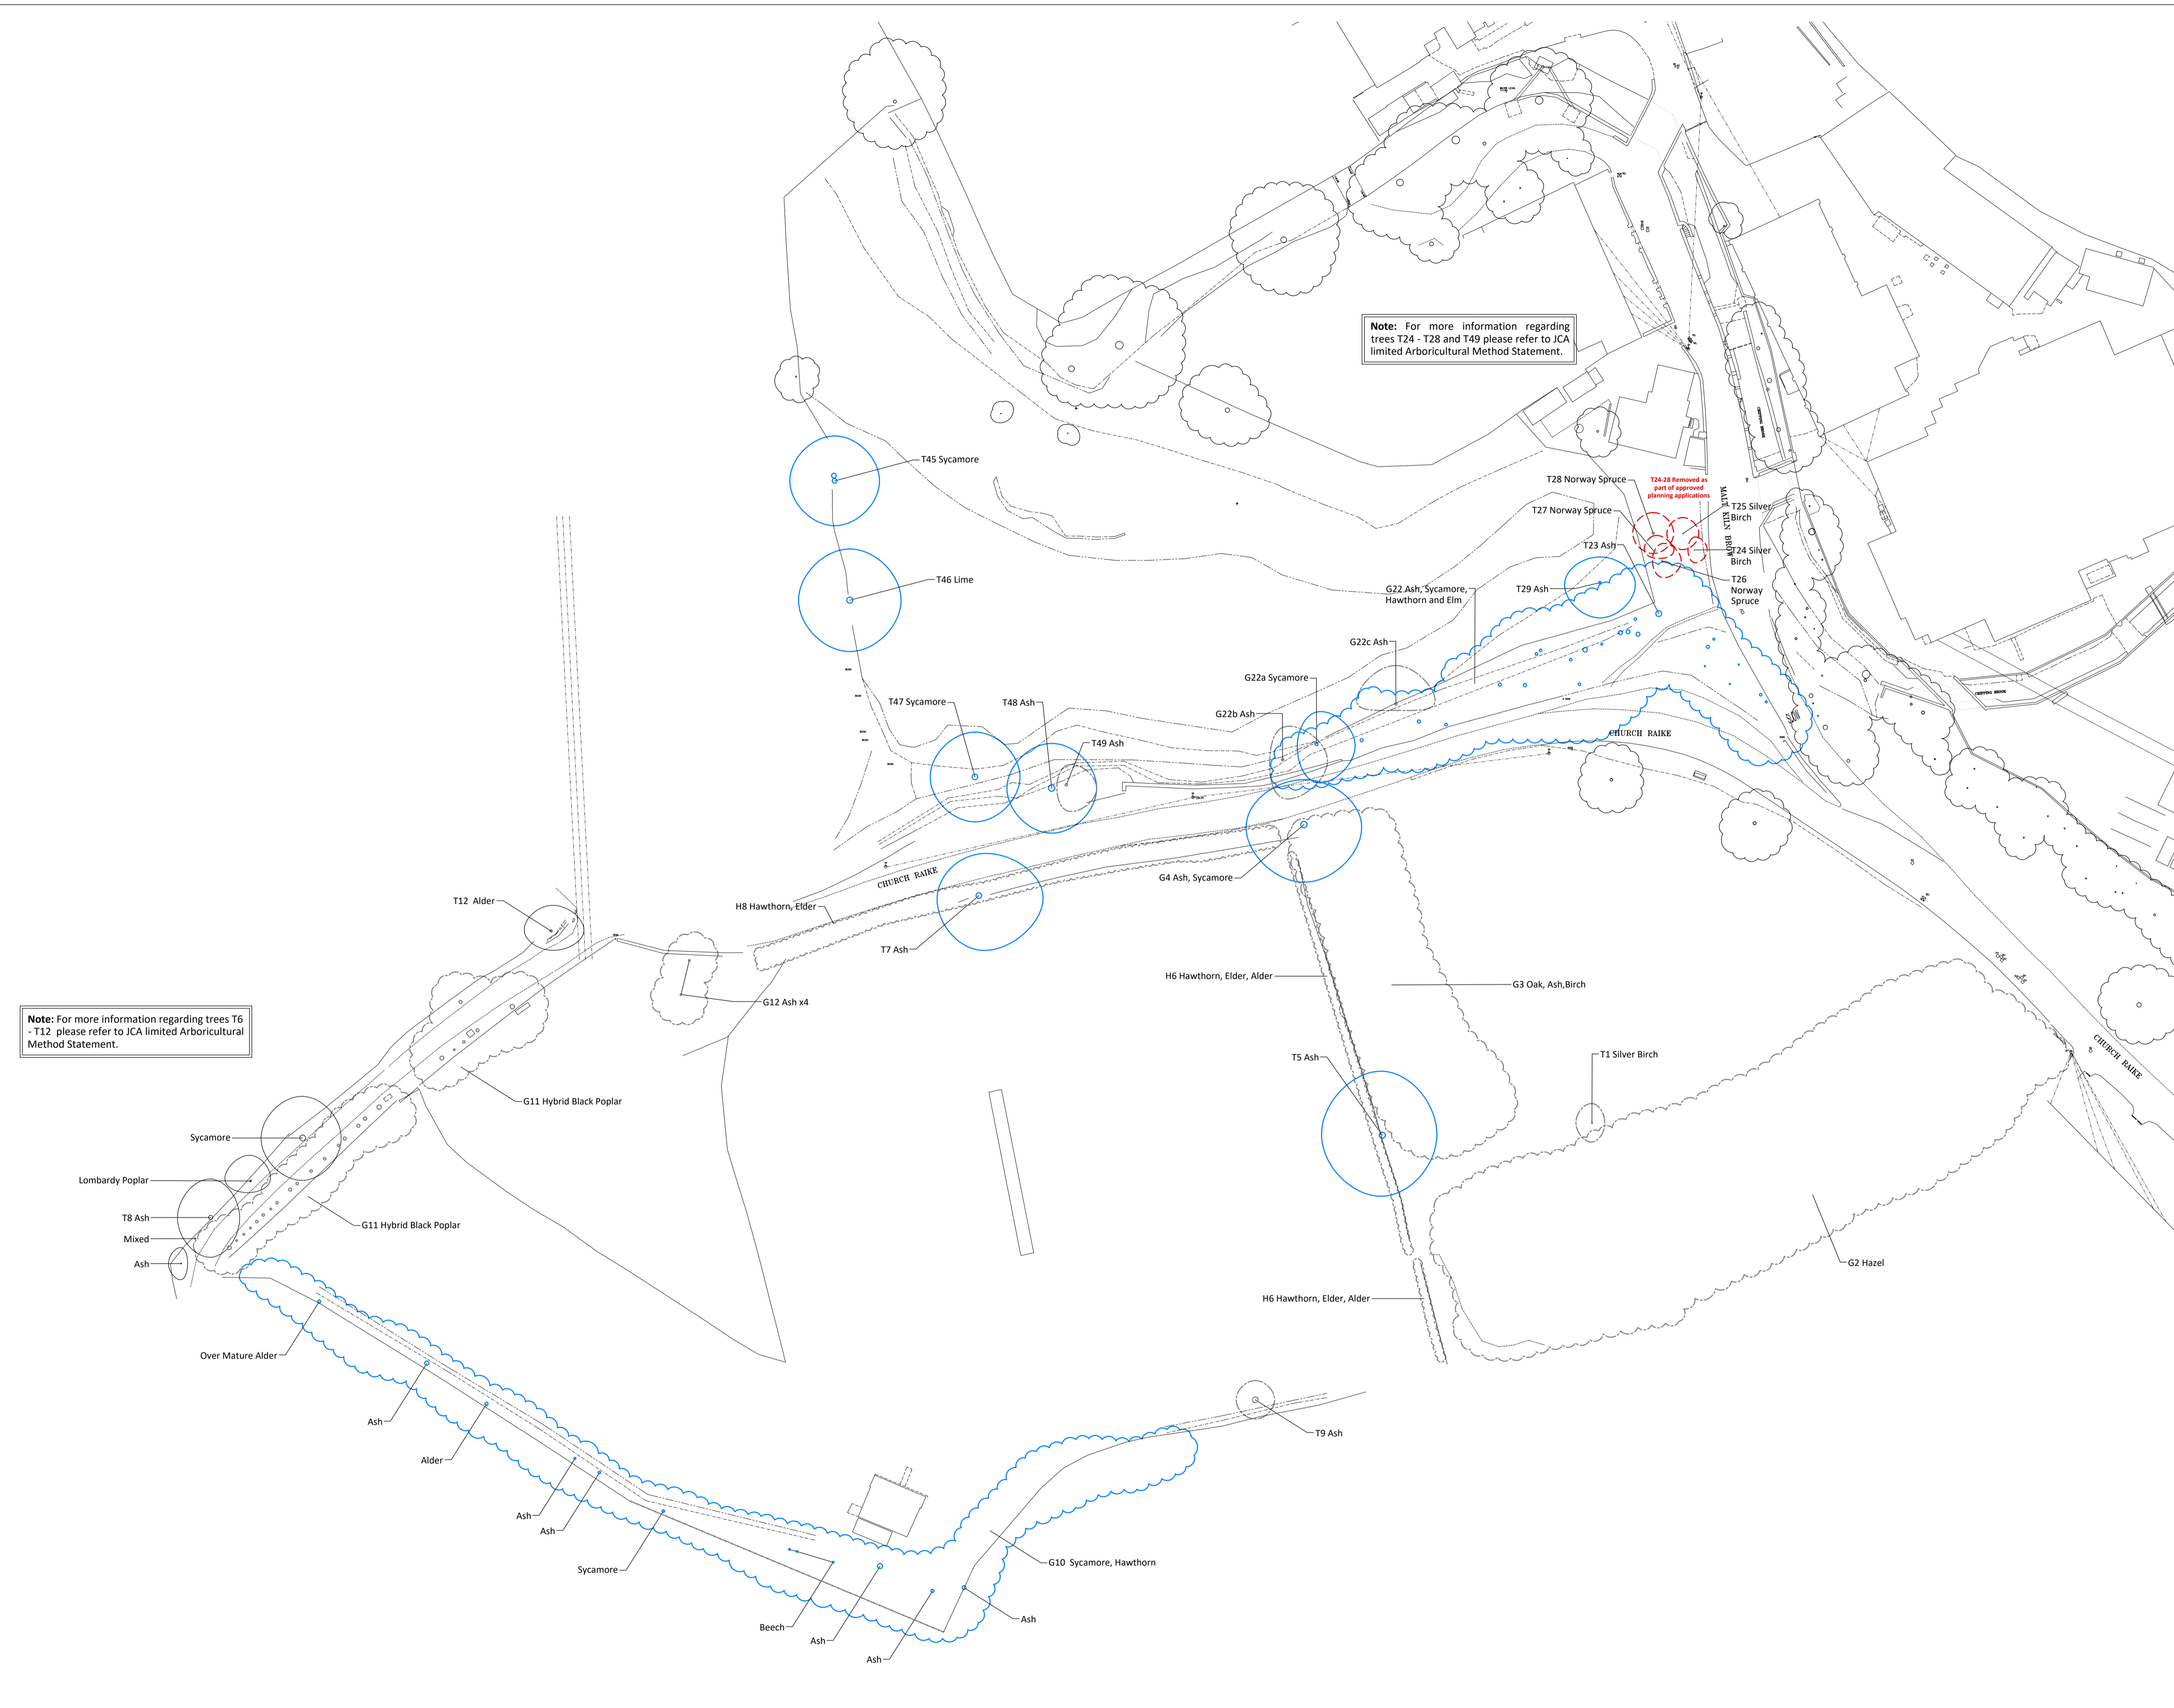 Note: For more information regarding
trees T24 - T28 and T49 please refer to JCA
limited Arboricultural Method Statement.
CHIPPING BROOK
T45 Sycamore
T28 Norway Spruce
T24-28 Removed as
part of approved
planning applications
MALT KILN BROW
T25 Silver
Birch
T27 Norway Spruce
T23 Ash
T24 Silver
Birch
T46 Lime
T26
Norway
Spruce
T29 Ash
G22 Ash, Sycamore,
Hawthorn and Elm
G22c Ash
G22a Sycamore
CHIPPING BROOK
T47 Sycamore
T48 Ash
G22b Ash
CHURCH RAIKE
T49 Ash
CHURCH RAIKE
G4 Ash, Sycamore
T12 Alder
H8 Hawthorn, Elder
T7 Ash
H6 Hawthorn, Elder, Alder
G3 Oak, Ash,Birch
G12 Ash x4
Note: For more information regarding trees T6
- T12 please refer to JCA limited Arboricultural
Method Statement.
T5 Ash
T1 Silver Birch
CHURCH RAIKE
G11 Hybrid Black Poplar
Sycamore
Lombardy Poplar
T8 Ash
G11 Hybrid Black Poplar
Mixed
Ash
G2 Hazel
H6 Hawthorn, Elder, Alder
Over Mature Alder
Ash
T9 Ash
Alder
Ash
Ash
Sycamore
G10 Sycamore, Hawthorn
Beech
Ash
Ash
Ash